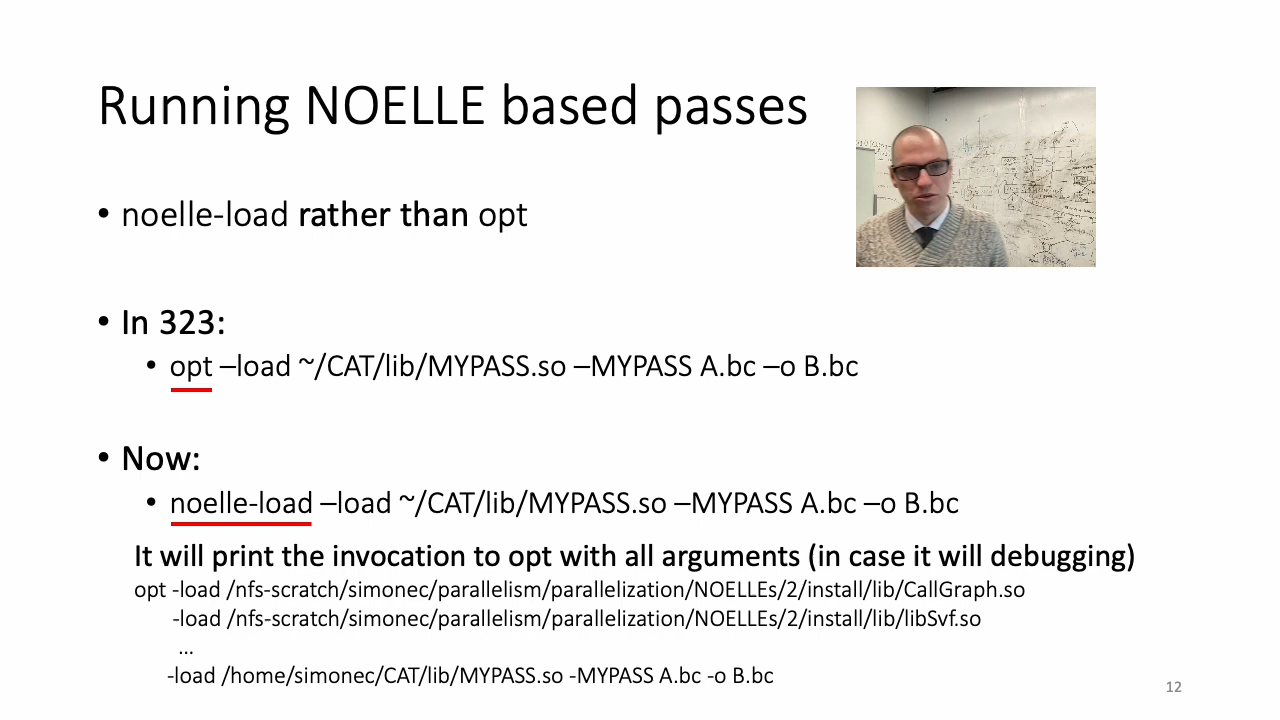 Running NOELLE based passes
• noelle-load rather than opt
• In 323:
• opt –load ~/CAT/lib/MYPASS.so –MYPASS A.bc –o B.bc
• Now:
• noelle-load –load ~/CAT/lib/MYPASS.so –MYPASS A.bc –o B.bc
It will print the invocation to opt with all arguments (in case it will debugging)
opt -load /nfs-scratch/simonec/parallelism/parallelization/NOELLEs/2/install/lib/CallGraph.so
-load /nfs-scratch/simonec/parallelism/parallelization/NOELLEs/2/install/lib/libSvf.so
...
-load /home/simonec/CAT/lib/MYPASS.so -MYPASS A.bc -o B.bc
12